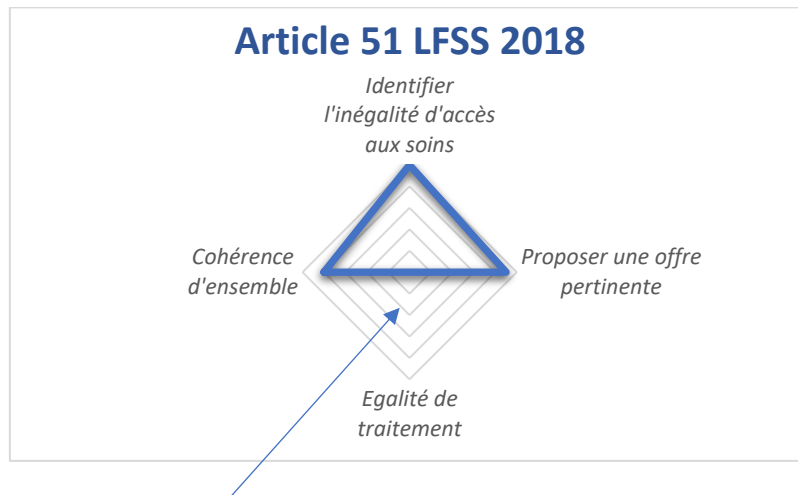 Article 51 LFSS 2018
Identifier
l'inégalité d'accès
aux soins
Cohérence
d'ensemble
Proposer une offre
pertinente
Egalité de
traitement